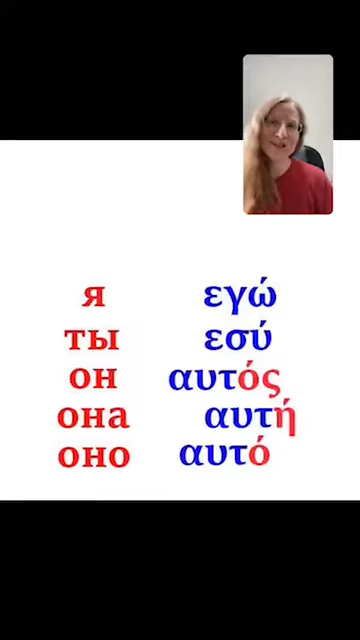 я εγώ
ты εσύ
он αυτός
она αυτή
оно αυτό